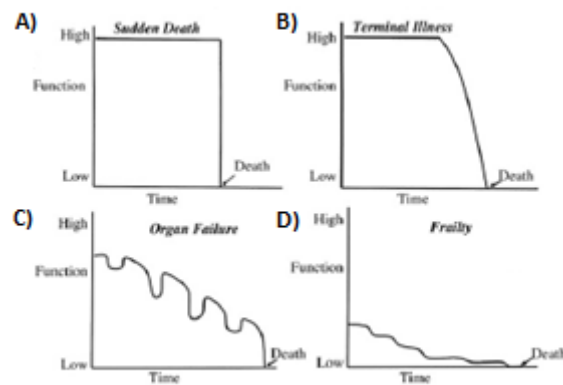 A)
Sudden Death
High
Function
Low
Death
Time
B)
Terminal Illness
High
Function
Low
Death
Time
C)
Organ Failure
High
Function
Low
Death
Time
D)
Frailty
High
Function
Low
Death
Time